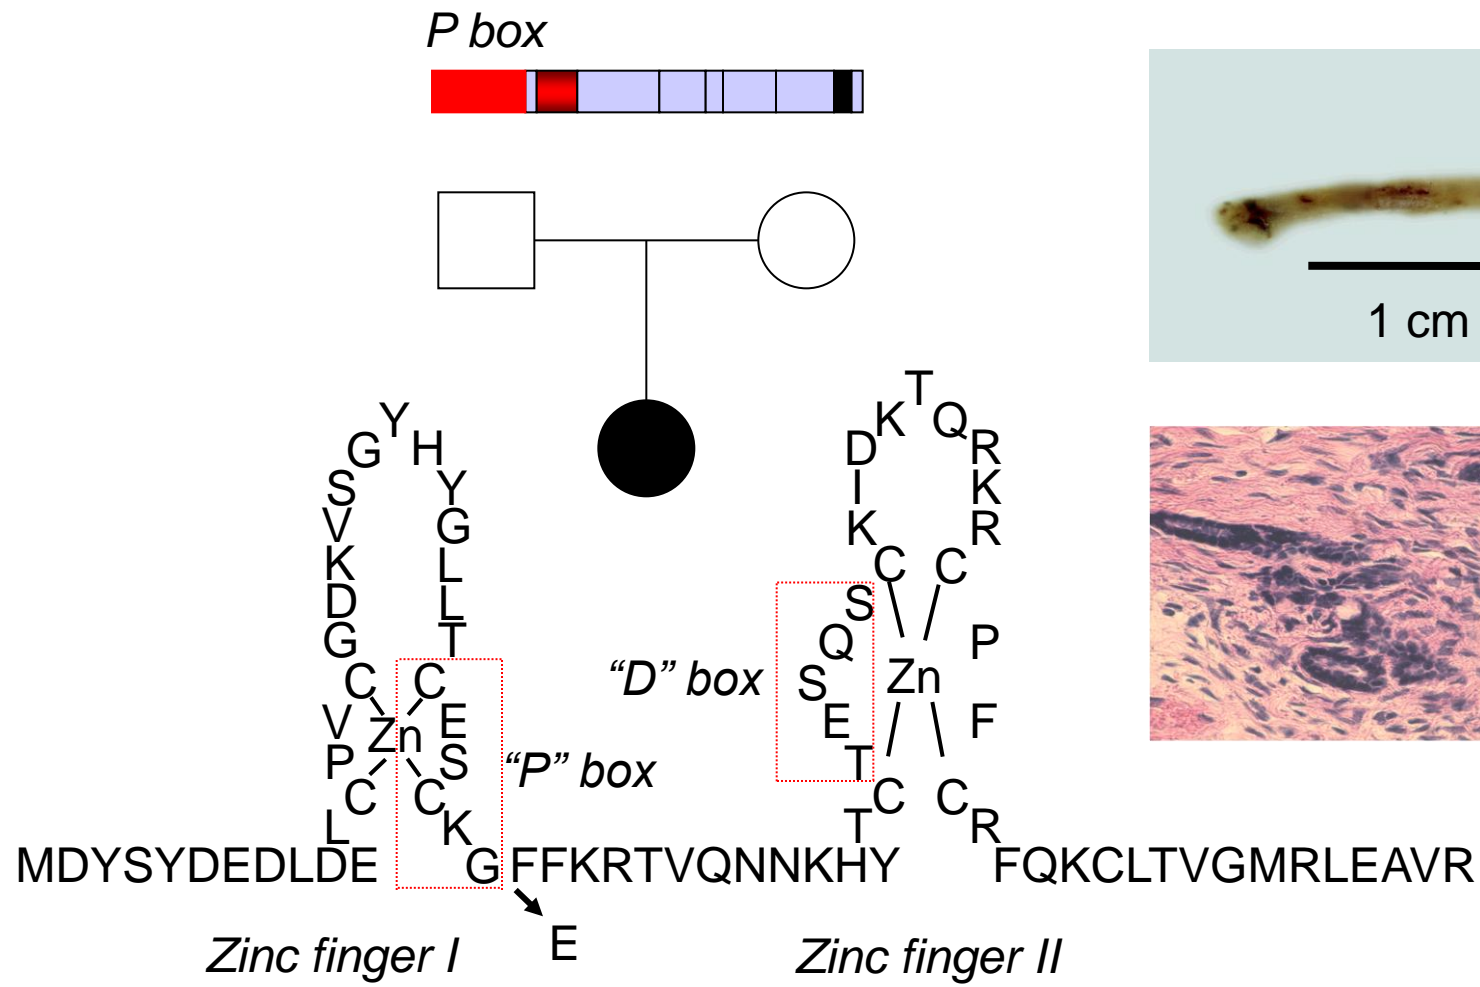 P box
1 cm
T
Y
K Q
G H
D R
S Y
I K
V G
K R
K L
C C
D L
S
G T
Q P
C C
"D" box
S Zn
V Zn E
E F
P S
"P" box
T
C C
C C
L K
T R
MDYSYDEDLDE G FFKRTVQNNKHY FQKCLTVGMRLEAVR
E
Zinc finger I
Zinc finger II